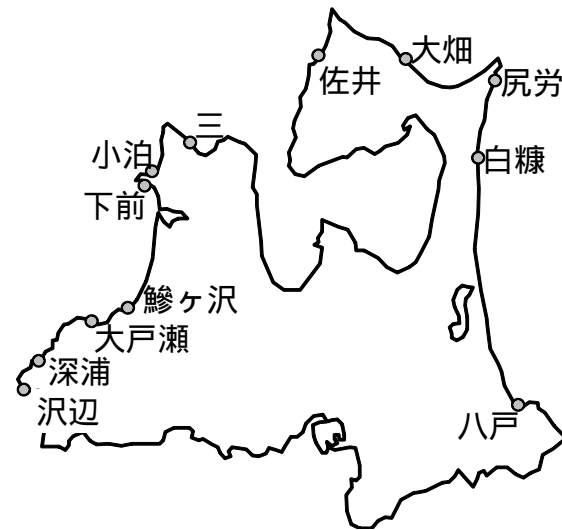 大畑
佐井
尻労
三
小泊
白糠
下前
鰺ヶ沢
大戸瀬
深浦
沢辺
八戸